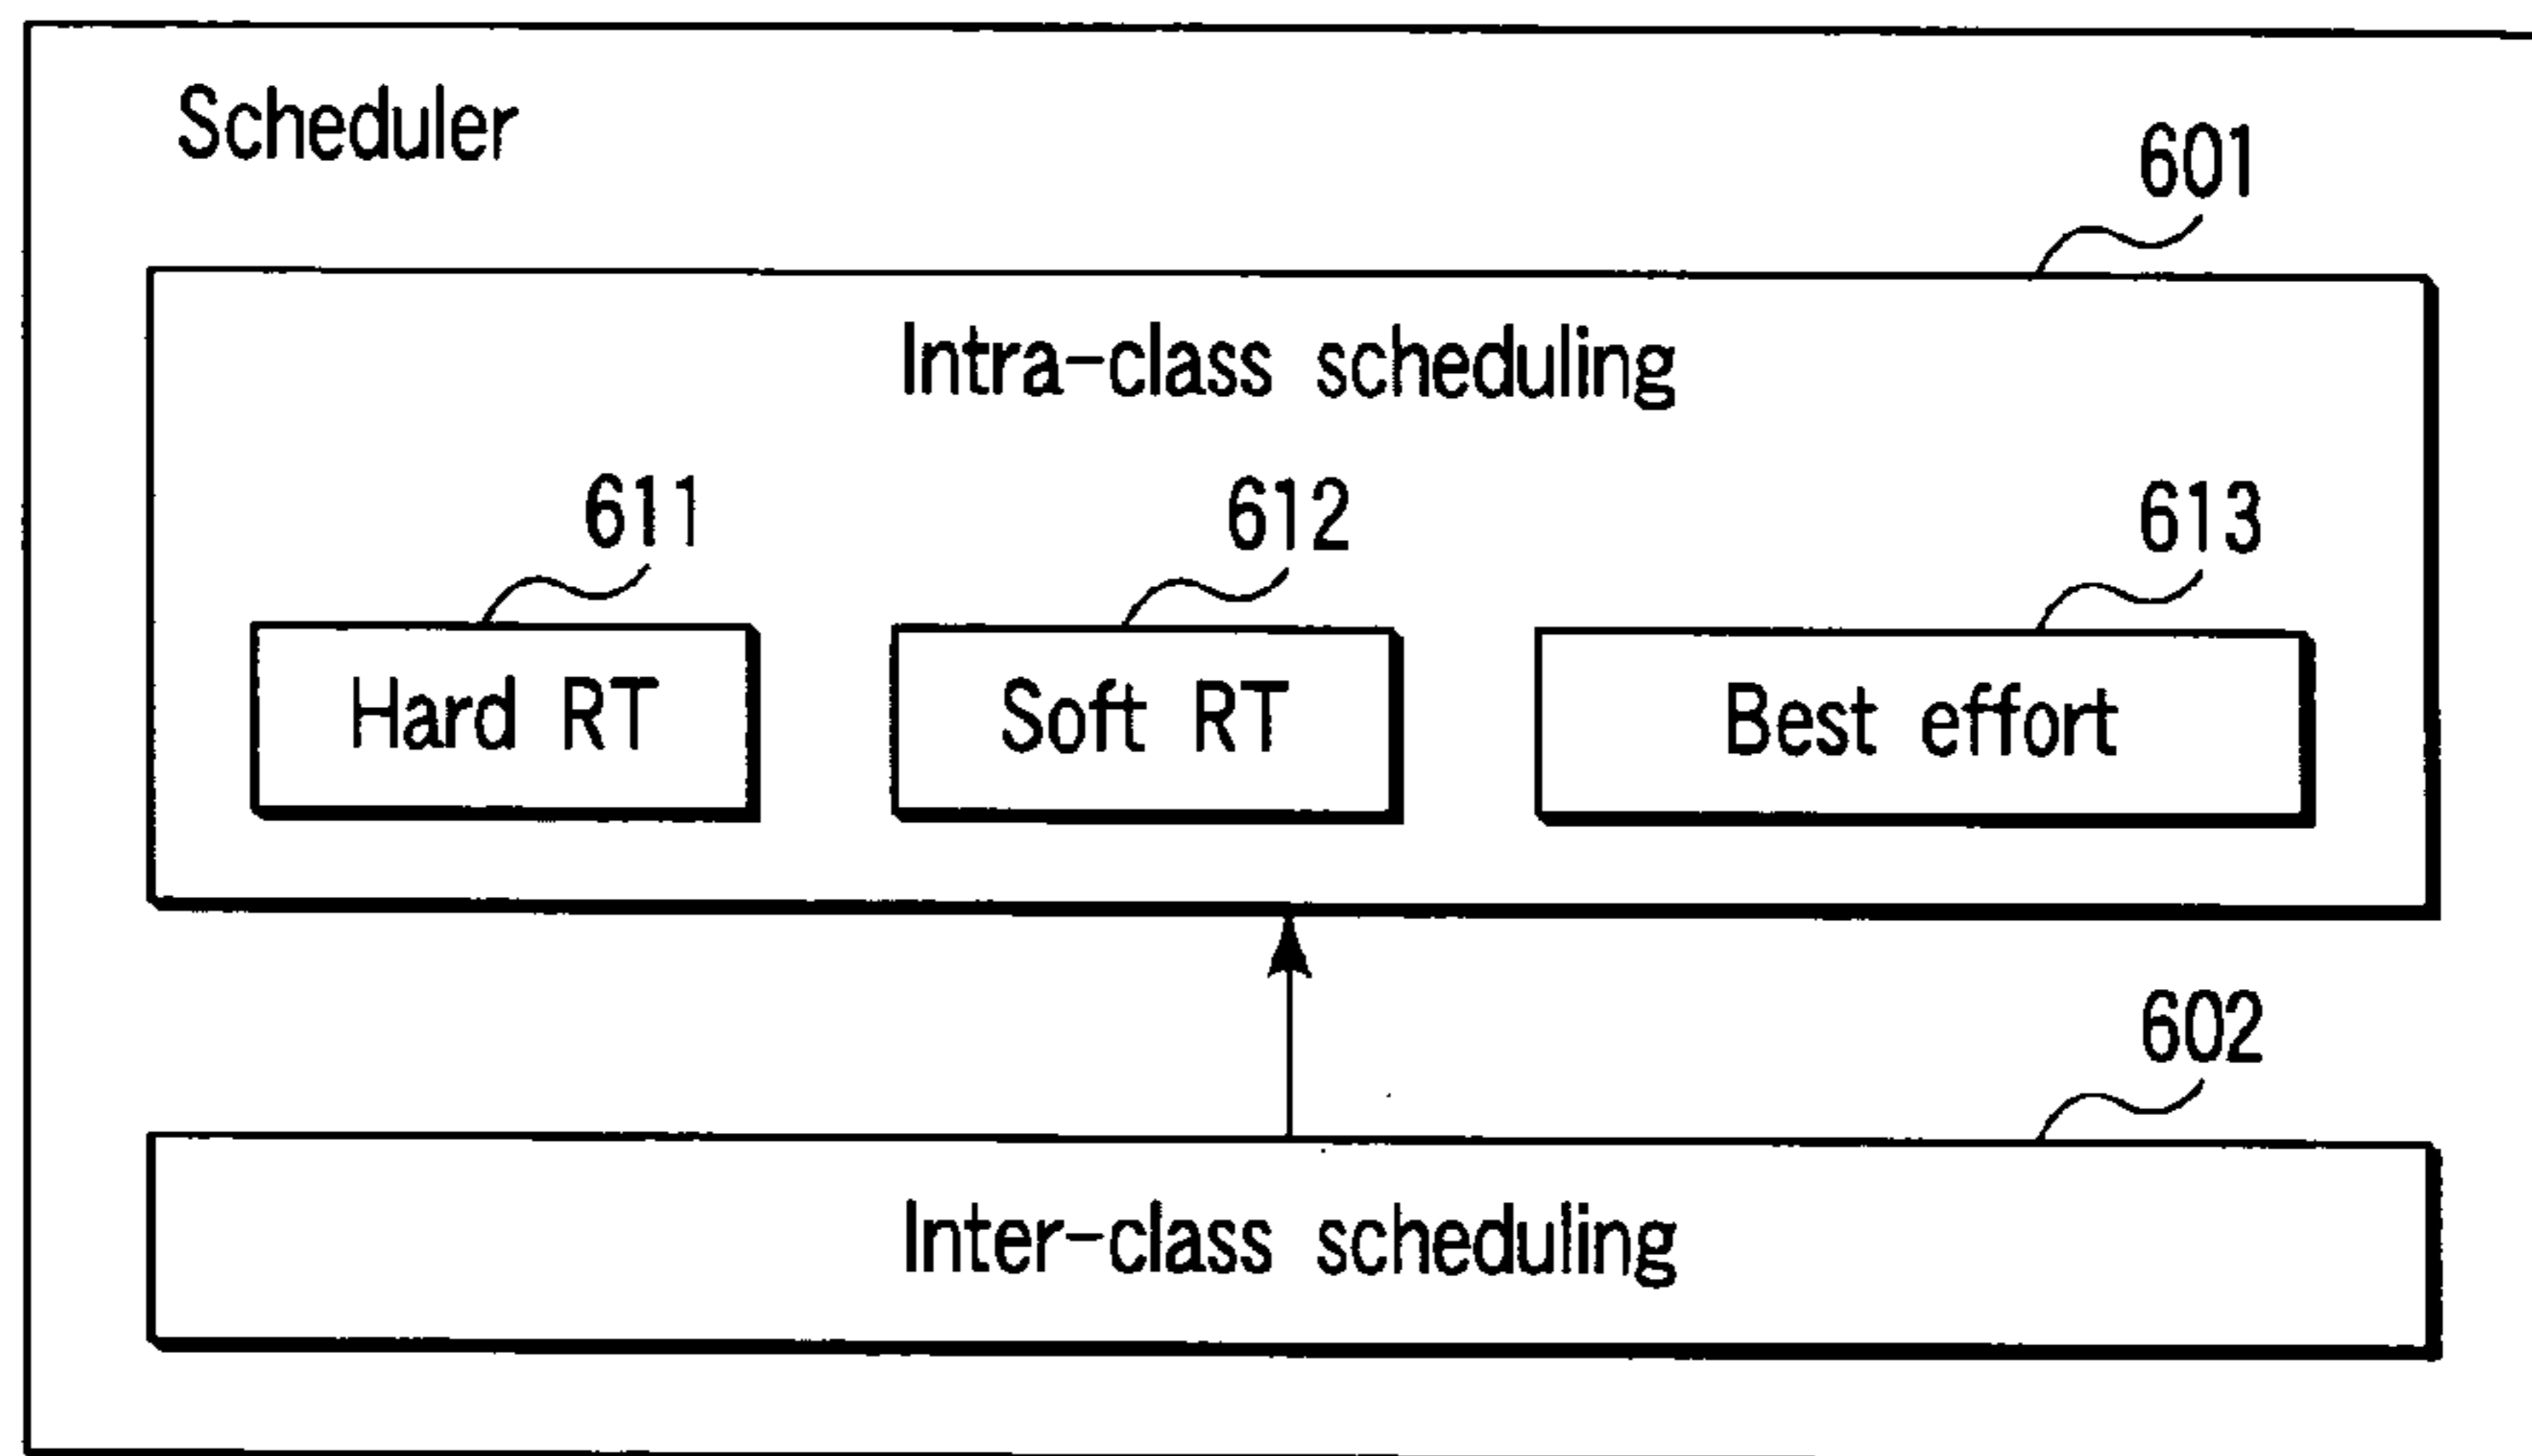 Scheduler
601
Intra-class scheduling
611
612
613
Hard RT
Soft RT
Best effort
602
Inter-class scheduling